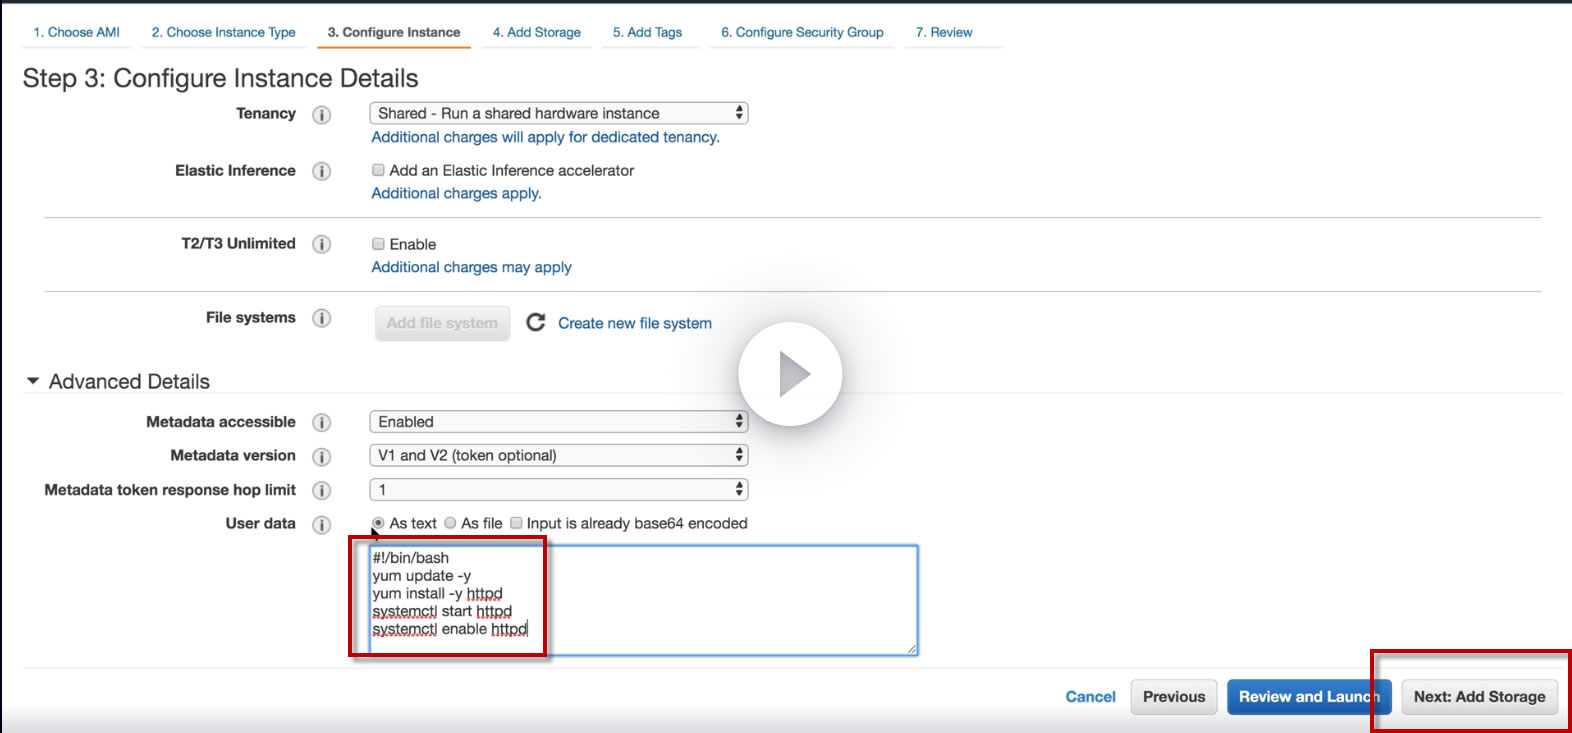 1. Choose AMI 2. Choose Instance Type 3. Configure Instance 4. Add Storage 5. Add Tags 6. Configure Security Group 7. Review
Step 3: Configure Instance Details
Tenancy i Shared - Run a shared hardware instance
Additional charges will apply for dedicated tenancy.
Elastic Inference i Add an Elastic Inference accelerator
Additional charges apply.
T2/T3 Unlimited i Enable
Additional charges may apply
File systems i Add file system Create new file system
Advanced Details
Metadata accessible i Enabled
Metadata version i V1 and V2 (token optional)
Metadata token response hop limit i 1
User data i As text As file Input is already base64 encoded
#!/bin/bash
yum update -y
yum install -y httpd
systemctl start httpd
systemctl enable httpd
Cancel Previous Review and Launch Next: Add Storage